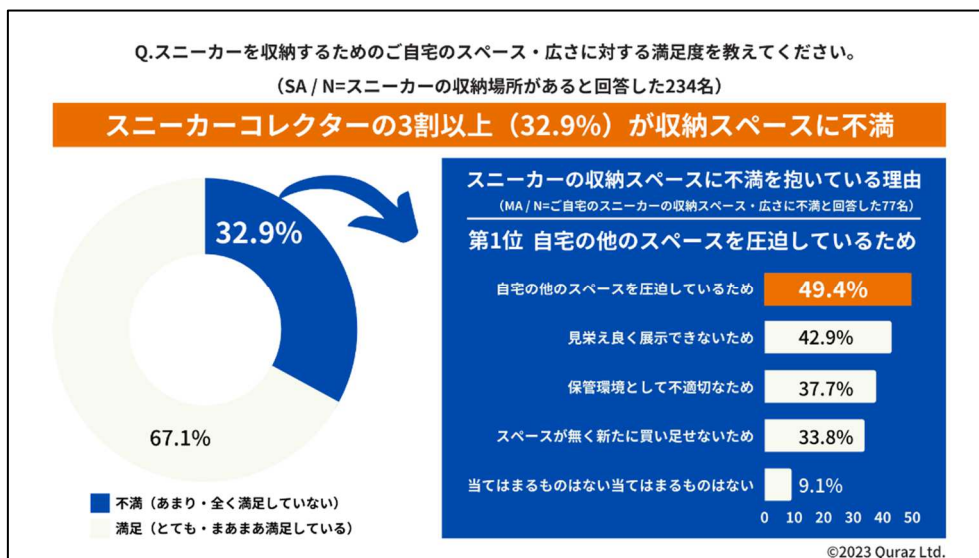 Q.スニーカーを収納するためのご自宅のスペース・広さに対する満足度を教えてください。
（SA / N=スニーカーの収納場所があると回答した234名）
スニーカーコレクターの3割以上（32.9%）が収納スペースに不満
32.9%
67.1%
不満（あまり・全く満足していない）
満足（とても・まあまあ満足している）
スニーカーの収納スペースに不満を抱いている理由
（MA / N=ご自宅のスニーカーの収納スペース・広さに不満と回答した77名）
第1位 自宅の他のスペースを圧迫しているため
自宅の他のスペースを圧迫しているため 49.4%
見栄え良く展示できないため 42.9%
保管環境として不適切なため 37.7%
スペースが無く新たに買い足せないため 33.8%
当てはまるものはない当てはまるものはない 9.1%
0 10 20 30 40 50
©2023 Quraz Ltd.